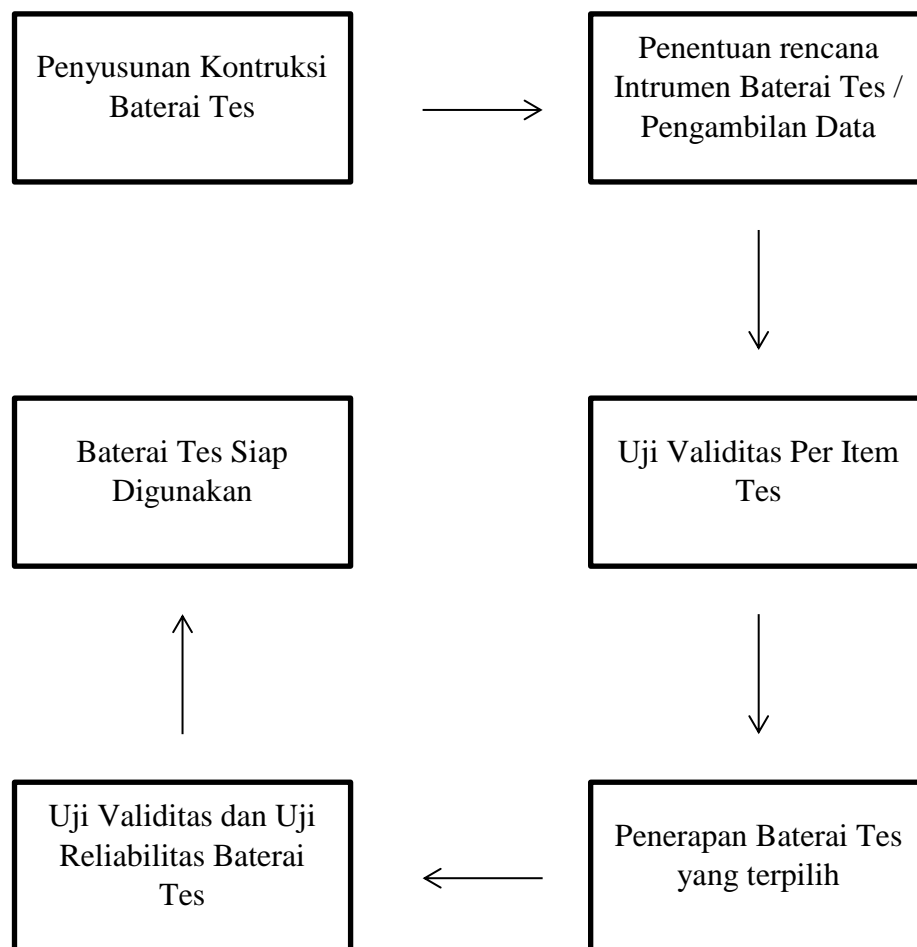 Penyusunan Kontruksi
Baterai Tes
Penentuan rencana
Intrumen Baterai Tes /
Pengambilan Data
Uji Validitas Per Item
Tes
Penerapan Baterai Tes
yang terpilih
Uji Validitas dan Uji
Reliabilitas Baterai
Tes
Baterai Tes Siap
Digunakan